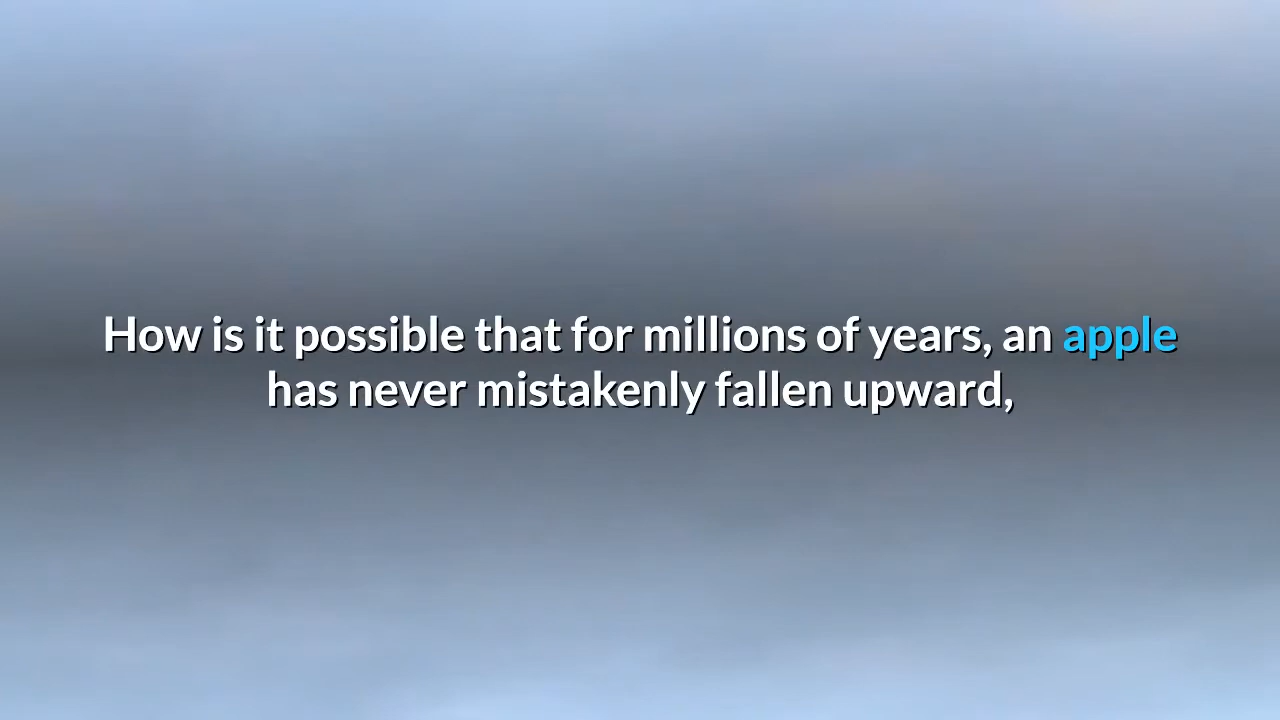 How is it possible that for millions of years, an apple
has never mistakenly fallen upward,